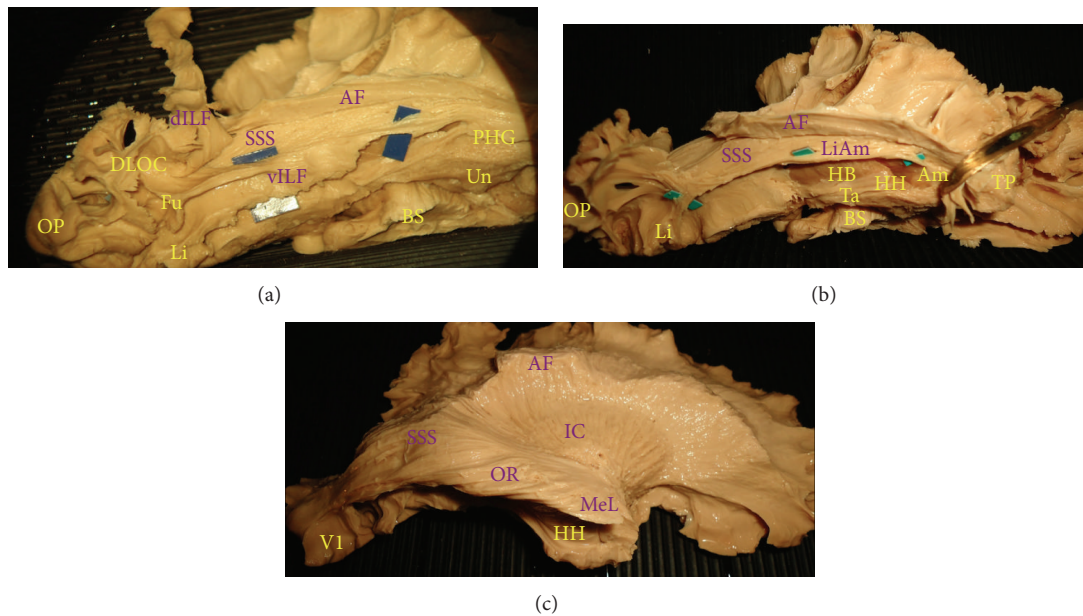 AF
dILF
SSS
PHG
DLOC
vILF
Un
Fu
BS
OP
Li
(a)
AF
SSS
LiAm
HB
HH
Am
TP
Ta
OP
BS
Li
(b)
AF
IC
SSS
OR
MeL
HH
V1
(c)